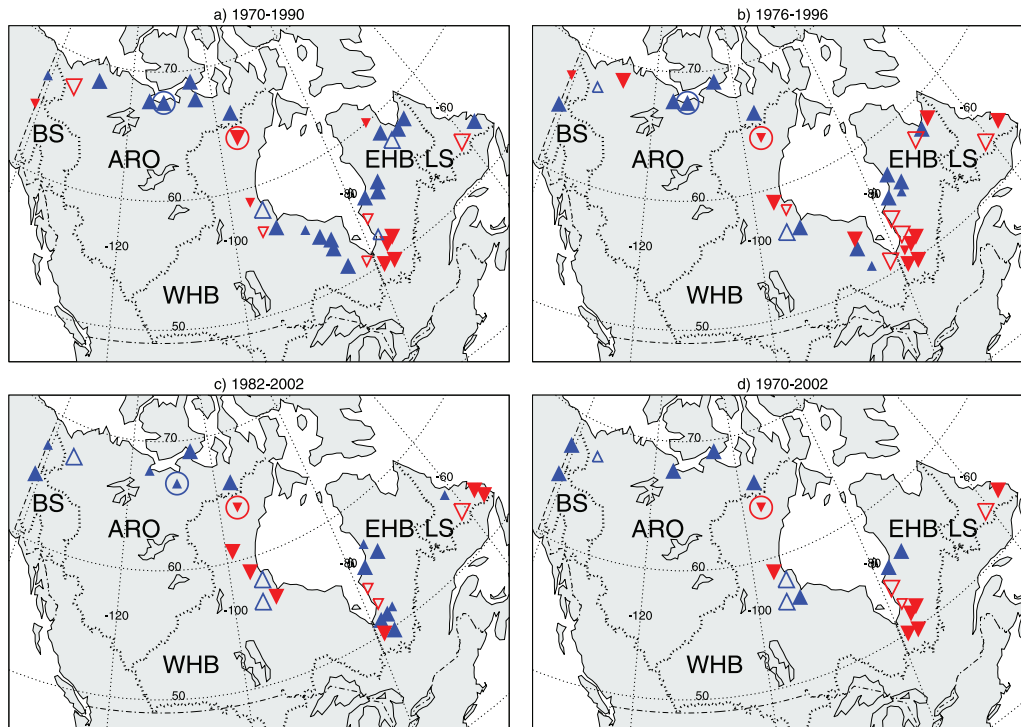 a) 1970-1990
70
-60
BS
ARO
EHB LS
60
-80
-120
-100
WHB
50
b) 1976-1996
70
-60
BS
ARO
EHB LS
60
-80
-120
-100
WHB
50
c) 1982-2002
70
-60
BS
ARO
EHB LS
60
-80
-120
-100
WHB
50
d) 1970-2002
70
-60
BS
ARO
EHB LS
60
-80
-120
-100
WHB
50